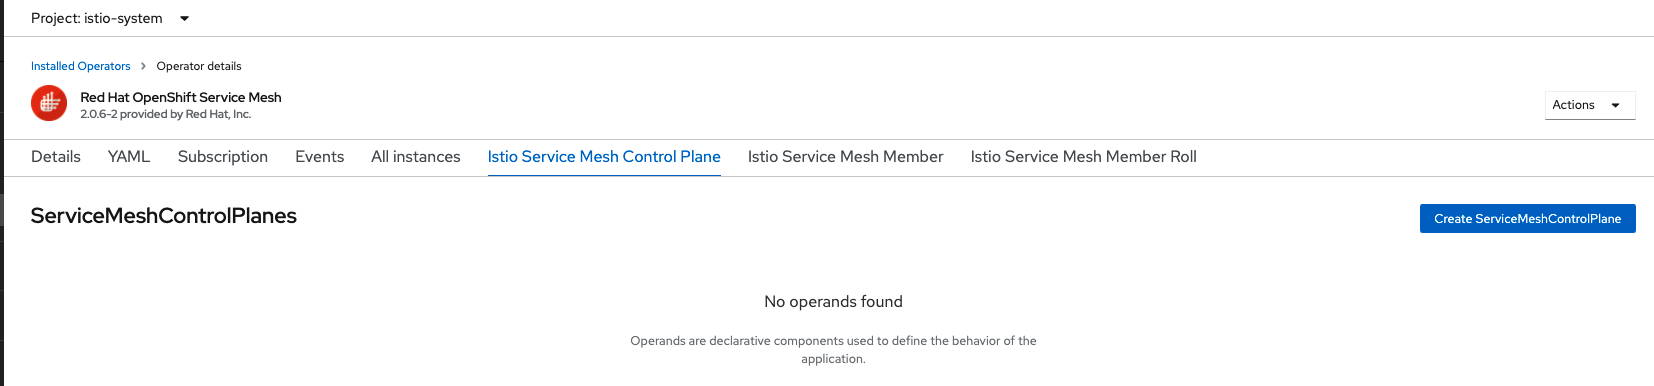 Project: istio-system
Installed Operators > Operator details
Red Hat OpenShift Service Mesh
2.0.6-2 provided by Red Hat, Inc.
Actions
Details YAML Subscription Events All instances Istio Service Mesh Control Plane Istio Service Mesh Member Istio Service Mesh Member Roll
ServiceMeshControlPlanes
Create ServiceMeshControlPlane
No operands found
Operands are declarative components used to define the behavior of the
application.